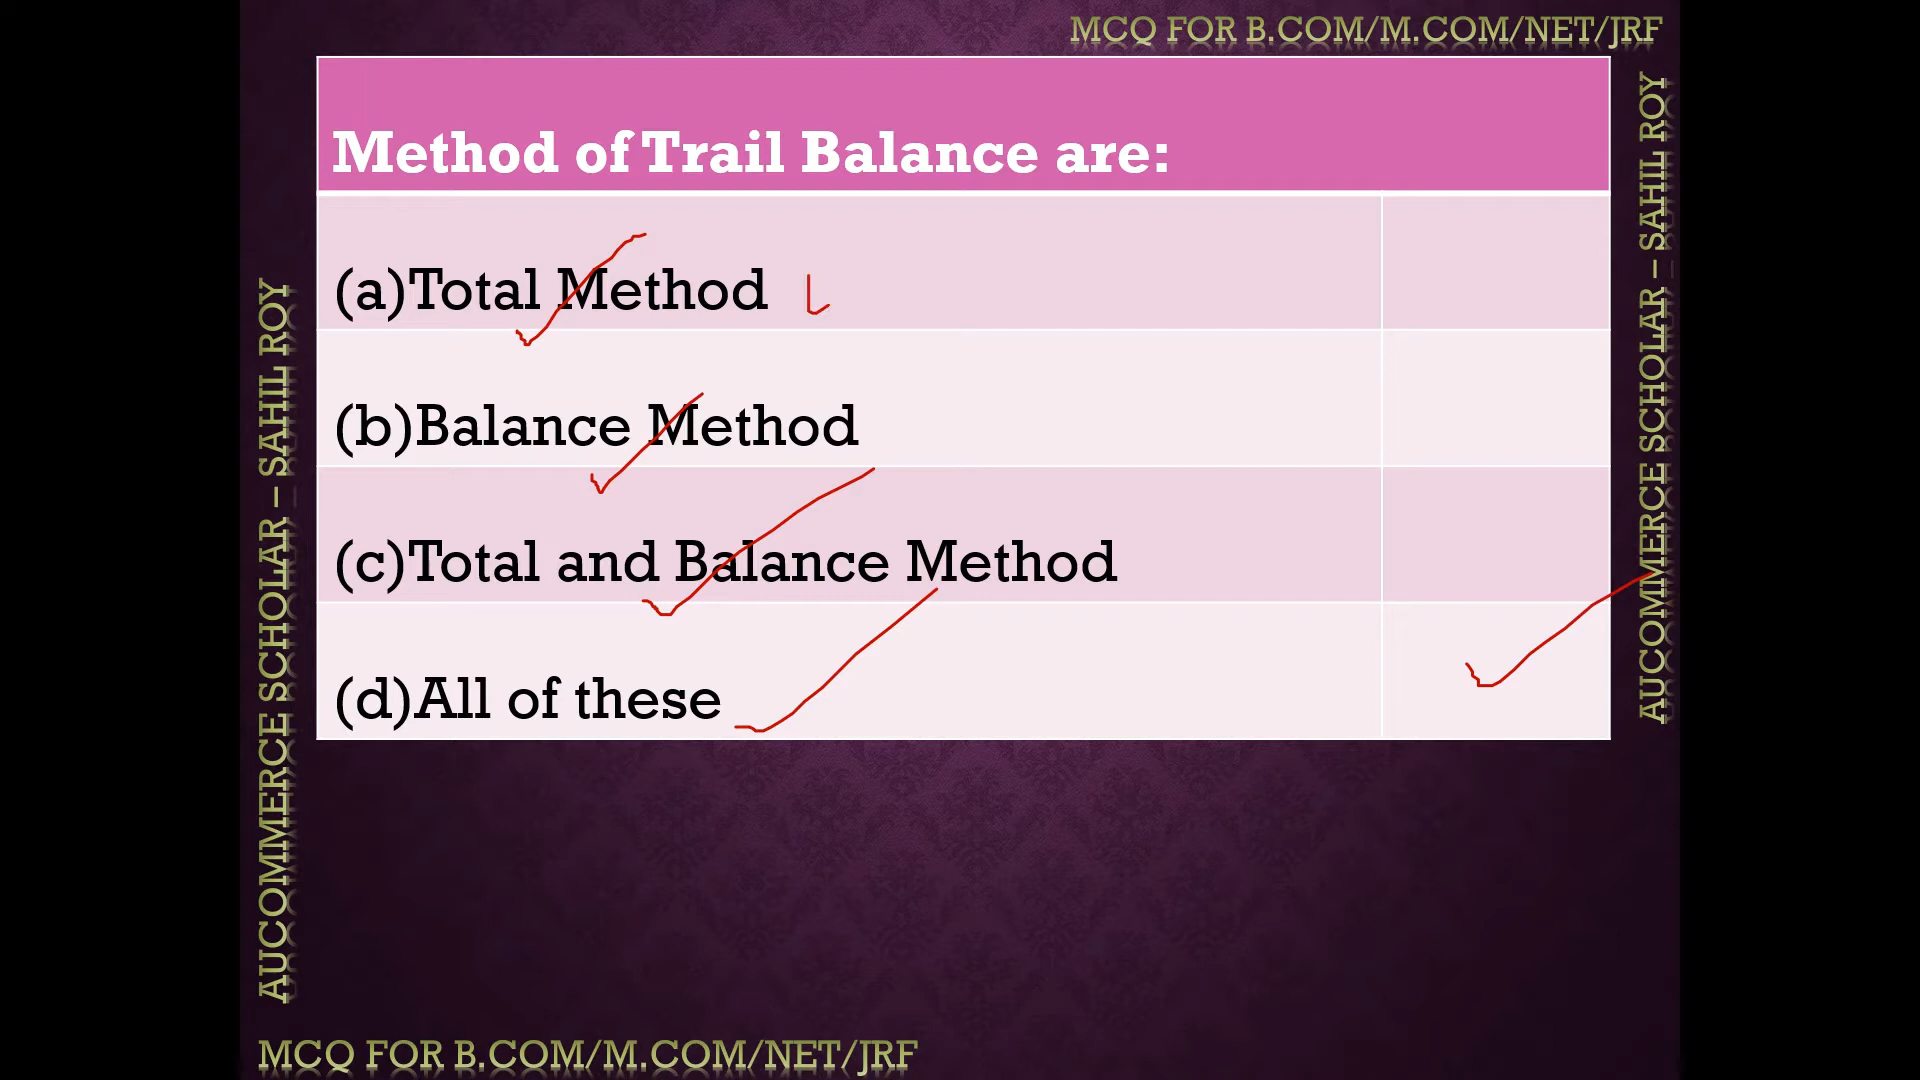 MCQ FOR B.COM/M.COM/NET/JRF
Method of Trail Balance are:
(a)Total Method
(b)Balance Method
(c)Total and Balance Method
(d)All of these
AUCOMMERCE SCHOLAR – SAHIL ROY
AUCOMMERCE SCHOLAR – SAHIL ROY
MCQ FOR B.COM/M.COM/NET/JRF